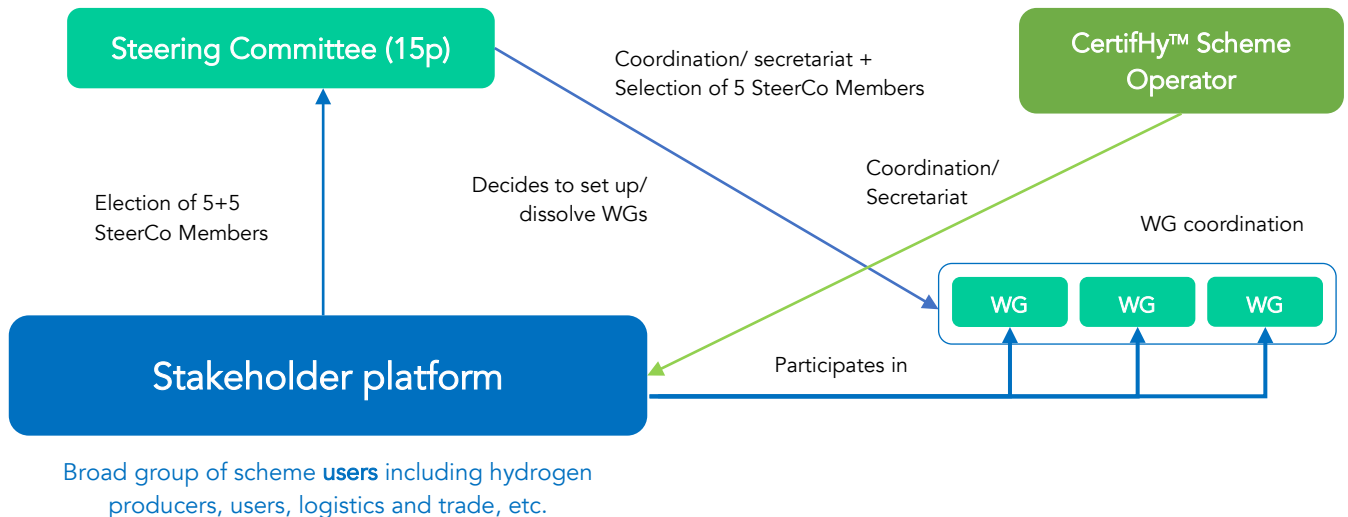 Steering Committee (15p)
CertifHy™ Scheme
Operator
Coordination/ secretariat +
Selection of 5 SteerCo Members
Coordination/
Secretariat
Decides to set up/
dissolve WGs
Election of 5+5
SteerCo Members
WG coordination
WG WG WG
Stakeholder platform
Participates in
Broad group of scheme users including hydrogen
producers, users, logistics and trade, etc.